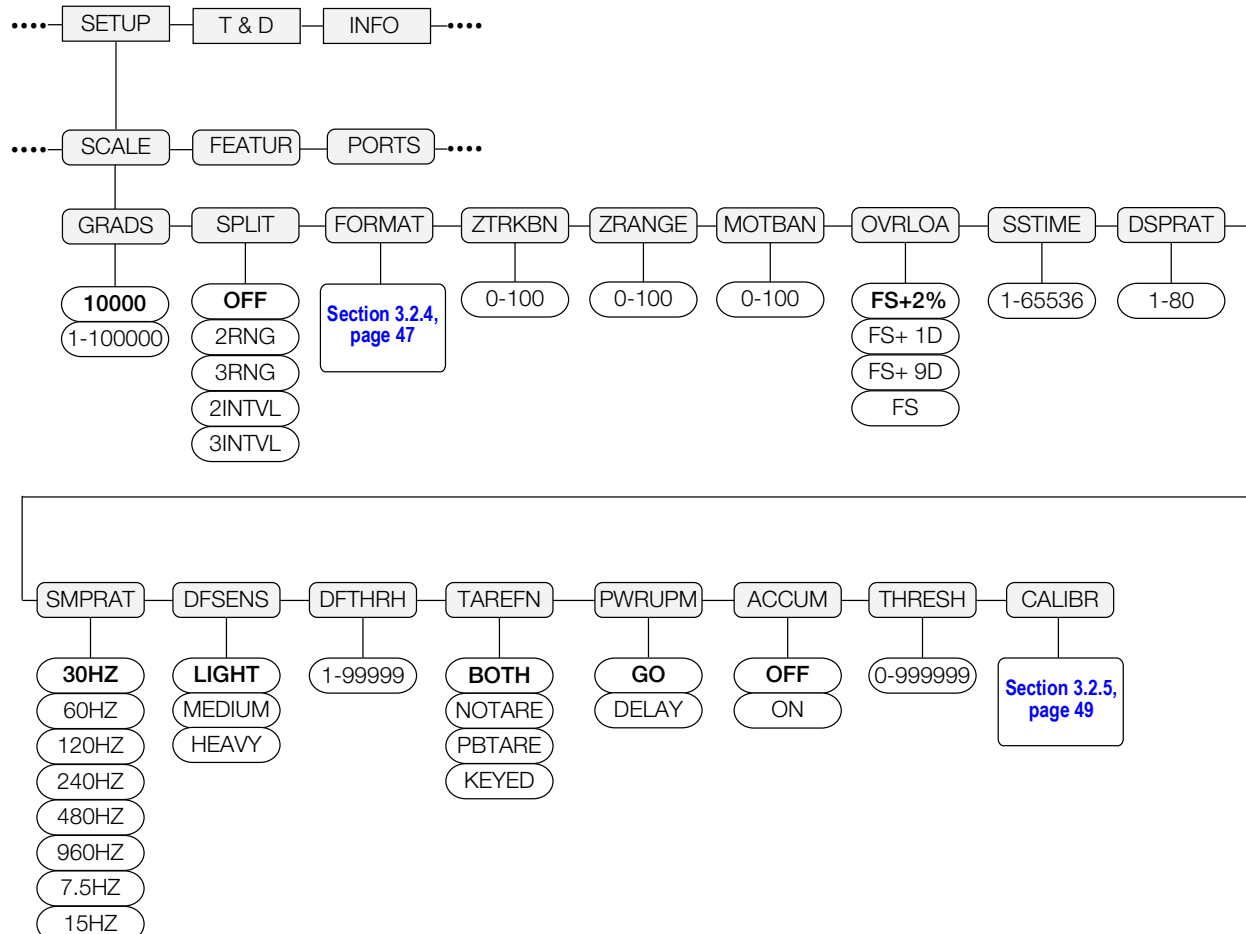 •••• SETUP T & D INFO ••••
•••• SCALE FEATUR PORTS ••••
GRADS SPLIT FORMAT ZTRKBN ZRANGE MOTBAN OVRLOA SSTIME DSPRAT
10000
1-100000
OFF
2RNG
3RNG
2INTVL
3INTVL
Section 3.2.4,
page 47
0-100
0-100
0-100
FS+2%
FS+ 1D
FS+ 9D
FS
1-65536
1-80
SMPRAT DFSENS DFTHRH TAREFN PWRUPM ACCUM THRESH CALIBR
30HZ
60HZ
120HZ
240HZ
480HZ
960HZ
7.5HZ
15HZ
LIGHT
MEDIUM
HEAVY
1-99999
BOTH
NOTARE
PBTARE
KEYED
GO
DELAY
OFF
ON
0-999999
Section 3.2.5,
page 49